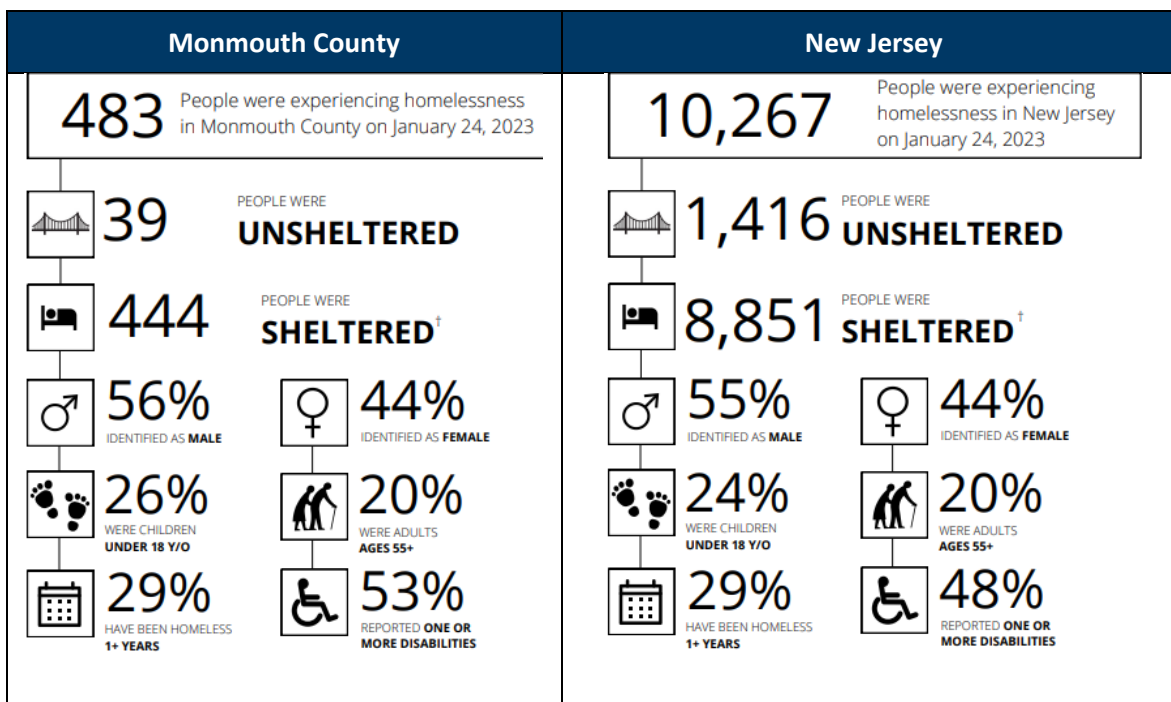 Monmouth County
483
People were experiencing homelessness
in Monmouth County on January 24, 2023
39
PEOPLE WERE
UNSHELTERED
444
PEOPLE WERE
SHELTERED†
56%
IDENTIFIED AS MALE
44%
IDENTIFIED AS FEMALE
26%
WERE CHILDREN
UNDER 18 Y/O
20%
WERE ADULTS
AGES 55+
29%
HAVE BEEN HOMELESS
1+ YEARS
53%
REPORTED ONE OR
MORE DISABILITIES
New Jersey
10,267
People were experiencing
homelessness in New Jersey
on January 24, 2023
1,416
PEOPLE WERE
UNSHELTERED
8,851
PEOPLE WERE
SHELTERED†
55%
IDENTIFIED AS MALE
44%
IDENTIFIED AS FEMALE
24%
WERE CHILDREN
UNDER 18 Y/O
20%
WERE ADULTS
AGES 55+
29%
HAVE BEEN HOMELESS
1+ YEARS
48%
REPORTED ONE OR
MORE DISABILITIES